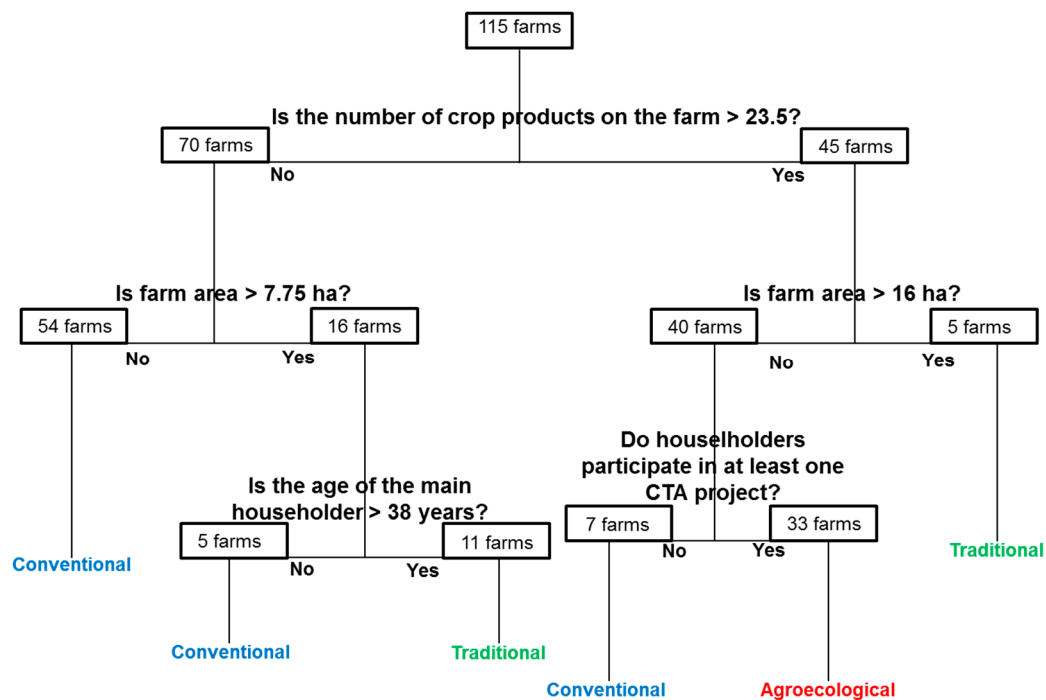 115 farms
Is the number of crop products on the farm > 23.5?
70 farms
45 farms
No
Yes
Is farm area > 7.75 ha?
Is farm area > 16 ha?
54 farms
16 farms
40 farms
5 farms
No
Yes
No
Yes
Do houselholders
participate in at least one
CTA project?
Is the age of the main
householder > 38 years?
7 farms
33 farms
5 farms
11 farms
No
Yes
No
Yes
Conventional
Traditional
Conventional
Traditional
Conventional
Agroecological